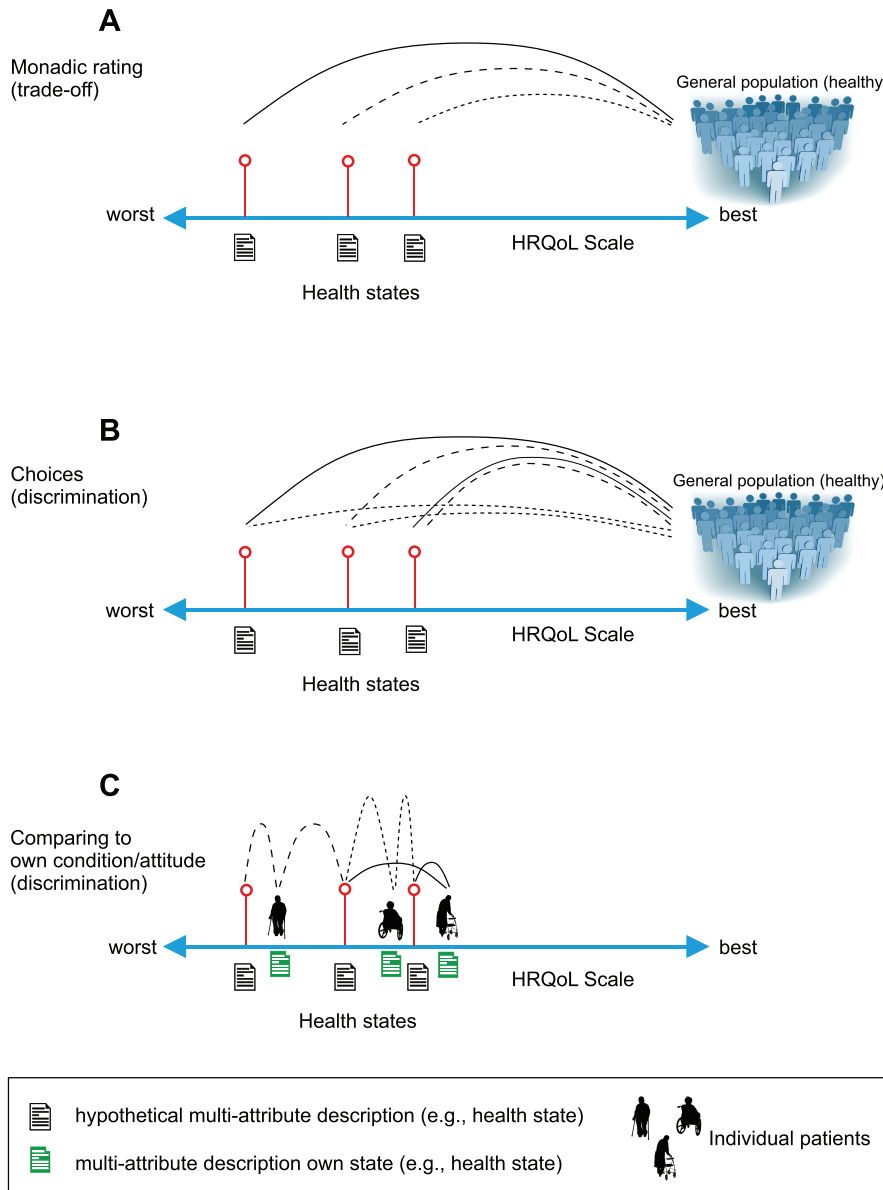 A
Monadic rating
(trade-off)
General population (healthy
worst
best
HRQoL Scale
Health states
B
Choices
(discrimination)
General population (healthy)
worst
best
HRQoL Scale
Health states
C
Comparing to
own condition/attitude
(discrimination)
worst
best
HRQoL Scale
Health states
hypothetical multi-attribute description (e.g., health state)
multi-attribute description own state (e.g., health state)
Individual patients